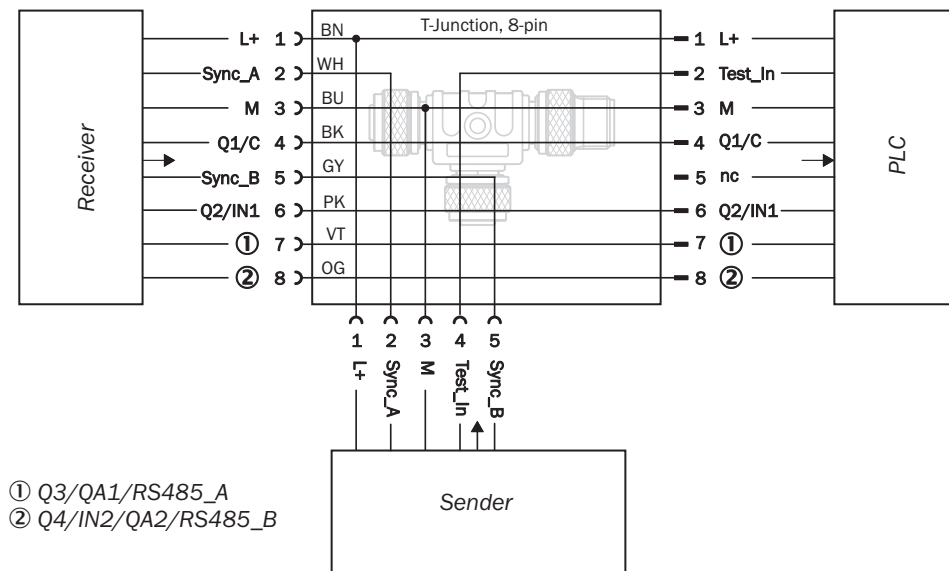 T-Junction, 8-pin
L+ 1 BN 1 L+
Sync_A 2 WH 2 Test_In
M 3 BU 3 M
Q1/C 4 BK 4 Q1/C
Sync_B 5 GY 5 nc
Q2/IN1 6 PK 6 Q2/IN1
① 7 VT 7 ①
② 8 OG 8 ②
Receiver
PLC
1 2 3 4 5
L+ Sync_A M Test_In Sync_B
Sender
① Q3/QA1/RS485_A
② Q4/IN2/QA2/RS485_B